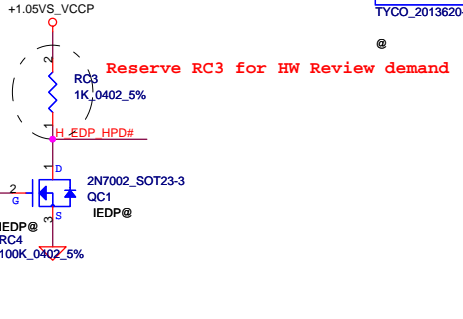 +1.05VS_VCCP
TYCO_2013620-
@
2
RC3
1K_0402_5%
Reserve RC3 for HW Review demand
1
H_EDP_HPD#
1
D
2N7002_SOT23-3
QC1
IEDP@
2
G
S
3
IEDP@
RC4
100K_0402_5%